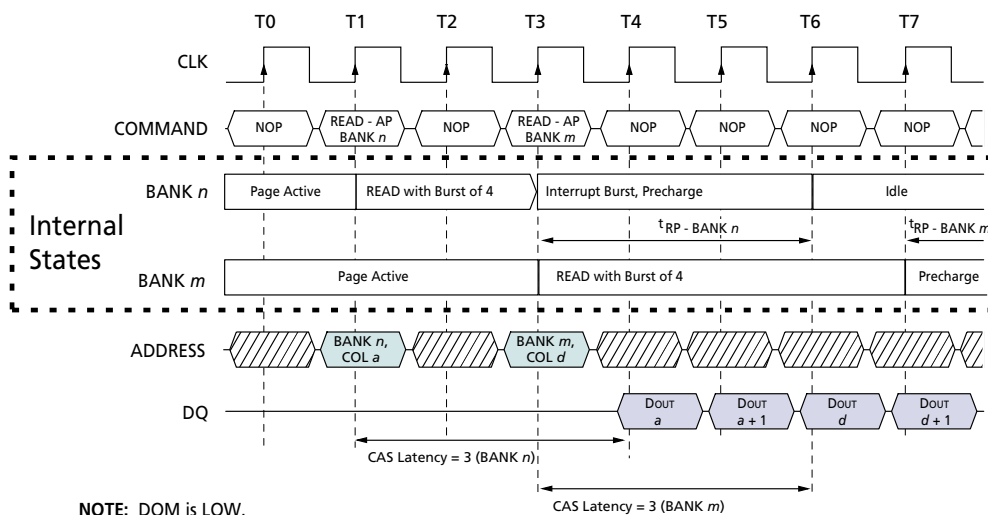 T0 T1 T2 T3 T4 T5 T6 T7
CLK
COMMAND NOP READ - AP BANK n NOP READ - AP BANK m NOP NOP NOP NOP
Internal States
BANK n Page Active READ with Burst of 4 Interrupt Burst, Precharge Idle
tRP - BANK n tRP - BANK m
BANK m Page Active READ with Burst of 4 Precharge
ADDRESS BANK n, COL a BANK m, COL d
DQ DOUT a DOUT a + 1 DOUT d DOUT d + 1
CAS Latency = 3 (BANK n)
CAS Latency = 3 (BANK m)
NOTE: DQM is LOW.